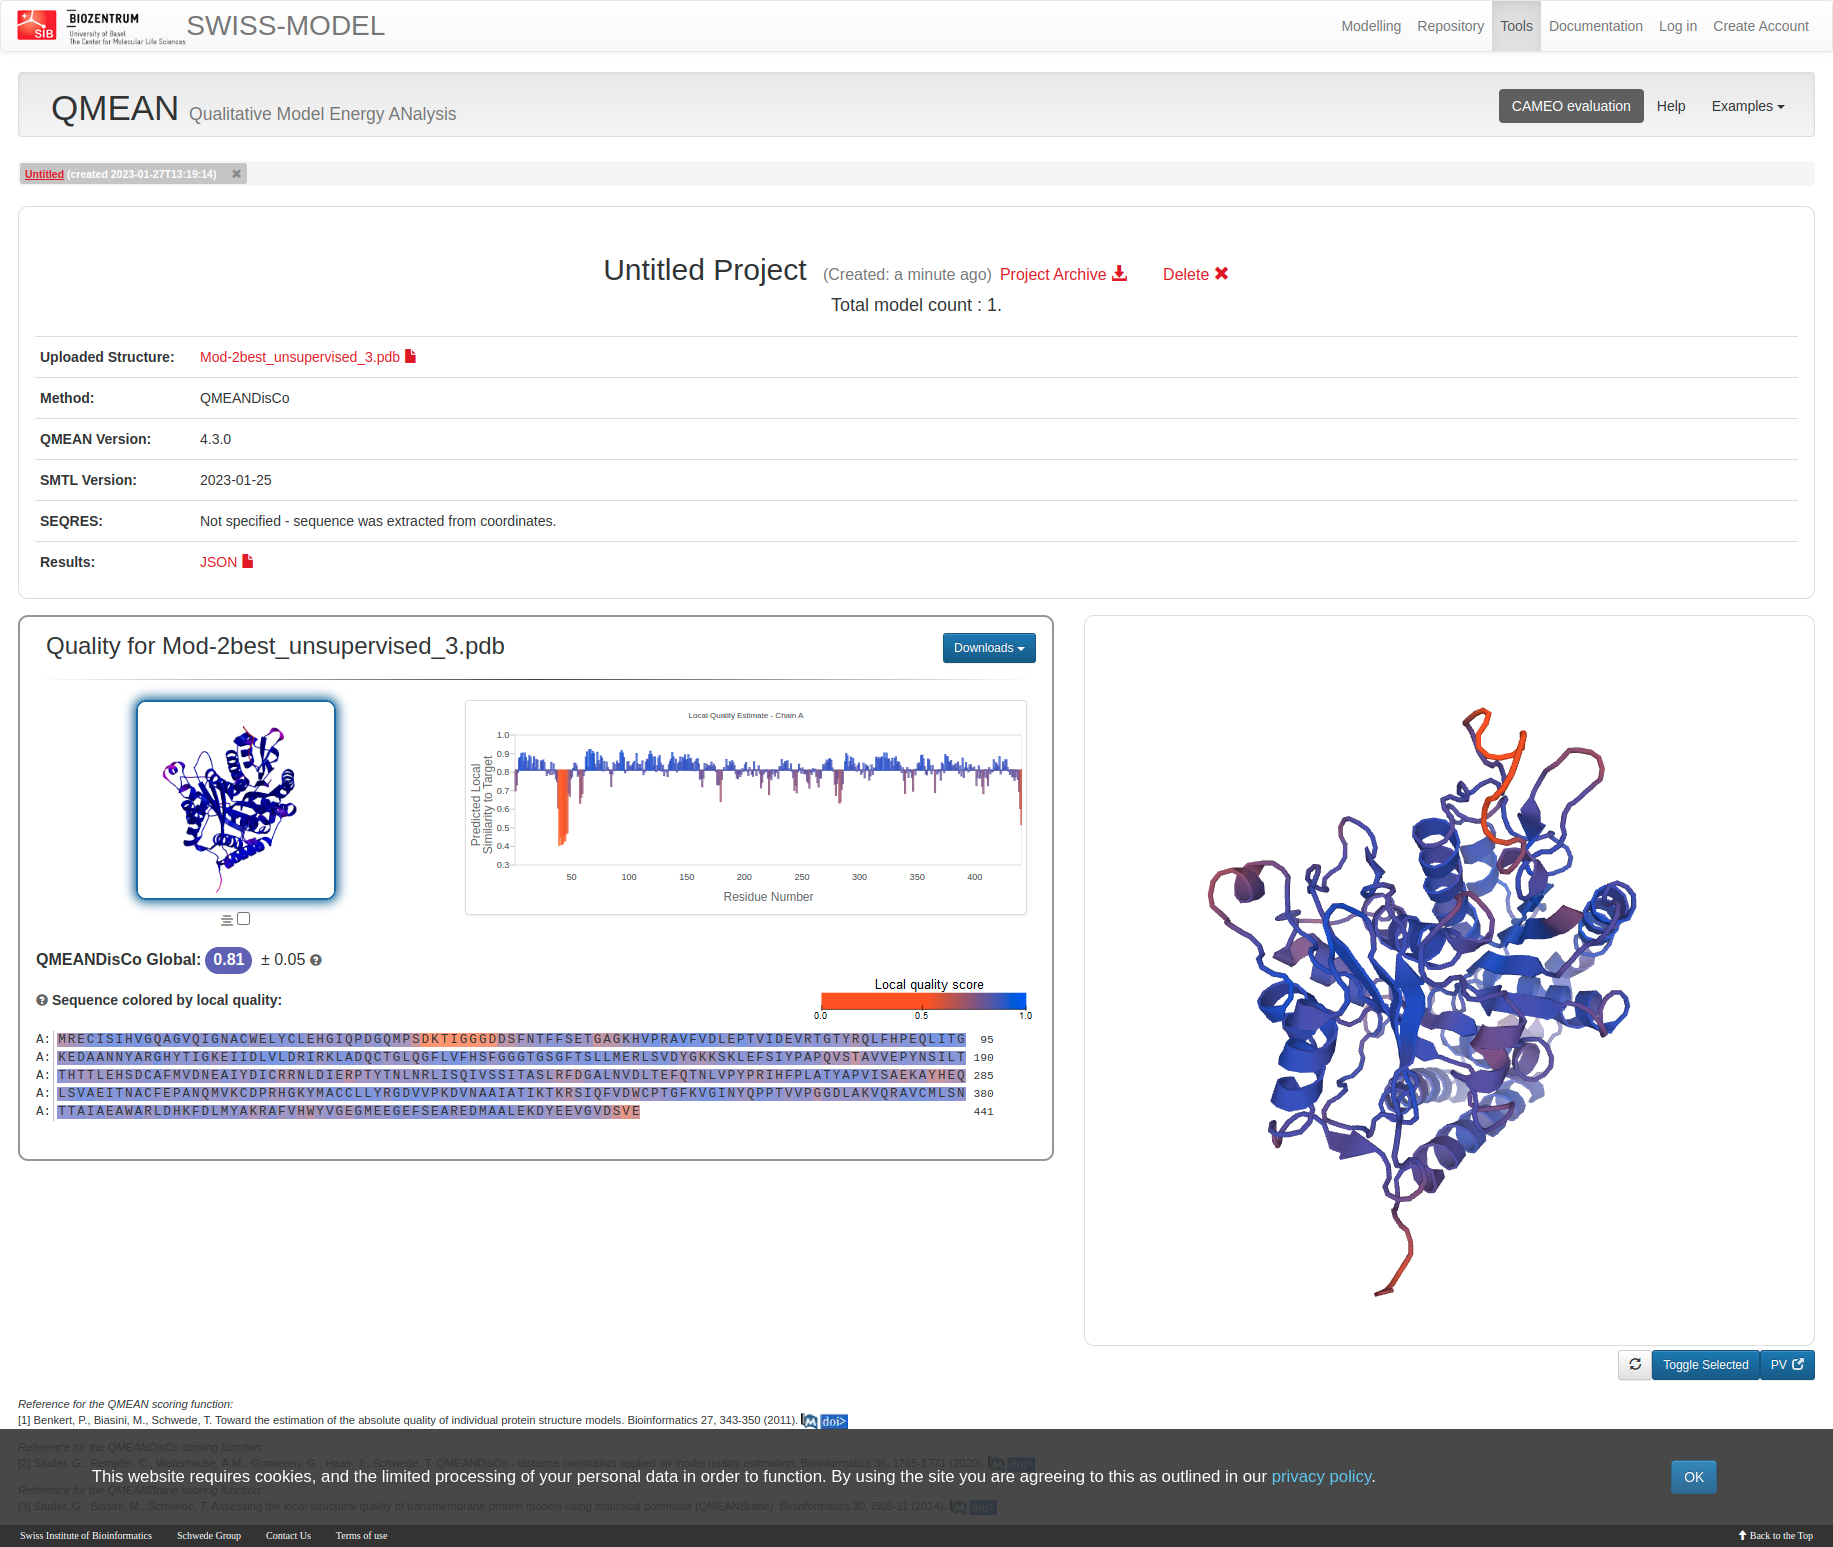 SIB
BIOZENTRUM
University of Basel
The Center for Molecular Life Sciences
SWISS-MODEL
Modelling
Repository
Tools
Documentation
Log in
Create Account
QMEAN Qualitative Model Energy ANalysis
CAMEO evaluation
Help
Examples
Untitled (created 2023-01-27T13:19:14)
Untitled Project (Created: a minute ago) Project Archive Delete
Total model count : 1.
Uploaded Structure: Mod-2best_unsupervised_3.pdb
Method: QMEANDisCo
QMEAN Version: 4.3.0
SMTL Version: 2023-01-25
SEQRES: Not specified - sequence was extracted from coordinates.
Results: JSON
Quality for Mod-2best_unsupervised_3.pdb
Downloads
Local Quality Estimate - Chain A
Predicted Local
Similarity to Target
1.0
0.9
0.8
0.7
0.6
0.5
0.4
0.3
50 100 150 200 250 300 350 400
Residue Number
QMEANDisCo Global: 0.81 ± 0.05
Sequence colored by local quality:
Local quality score
0.0 0.5 1.0
A: MRECISIHVGQAGVQIGNACWELYCLEHGIQPDGQMPSDKTIGGGDDSFNTFFSETGAGKHVPRAVFVDLEPTVIDEVRTGTYRQLFHPEQLITG 95
A: KEDAANNYARGHYTIGKEIIDLVLDRIRKLADQCTGLQGFLVFHSFGGGTGSGFTSLLMERLSVDYGKKSKLEFSIYPAPQVSTAVVEPYNSILT 190
A: THTTLEHSDCAFMVDNEAIYDICRRNLDIERPTYTNLNRLISQIVSSITASLRFDGALNVDLTEFQTNLVPYPRIHFPLATYAPVISAEKAYHEQ 285
A: LSVAEITNACFEPANQMVKCDPRHGKYMACCLLYRGDVVPKDVNAAIATIKTKRSIQFVDWCPTGFKVGINYQPPTVVPGGDLAKVQRAVCMLSN 380
A: TTAIAEAWARLDHKFDLMYAKRAFVHWYVGEGMEEGEFSEAREDMAALEKDYEEVGVDSVE 441
Toggle Selected
PV
Reference for the QMEAN scoring function:
[1] Benkert, P., Biasini, M., Schwede, T. Toward the estimation of the absolute quality of individual protein structure models. Bioinformatics 27, 343-350 (2011). M doi>
Reference for the QMEANDisCo scoring function:
[2] Studer, G., Rempfer, C., Waterhouse, A.M., Gumienny, G., Haas, J., Schwede, T. QMEANDisCo - distance constraints applied on model quality estimation. Bioinformatics 36, 1765-1771 (2020). M doi>
This website requires cookies, and the limited processing of your personal data in order to function. By using the site you are agreeing to this as outlined in our privacy policy.
OK
Reference for the QMEANBrane scoring function:
[3] Studer, G., Biasini, M., Schwede, T. Assessing the local structural quality of transmembrane protein models using statistical potentials (QMEANBrane). Bioinformatics 30, i505-11 (2014). M doi>
Swiss Institute of Bioinformatics
Schwede Group
Contact Us
Terms of use
Back to the Top